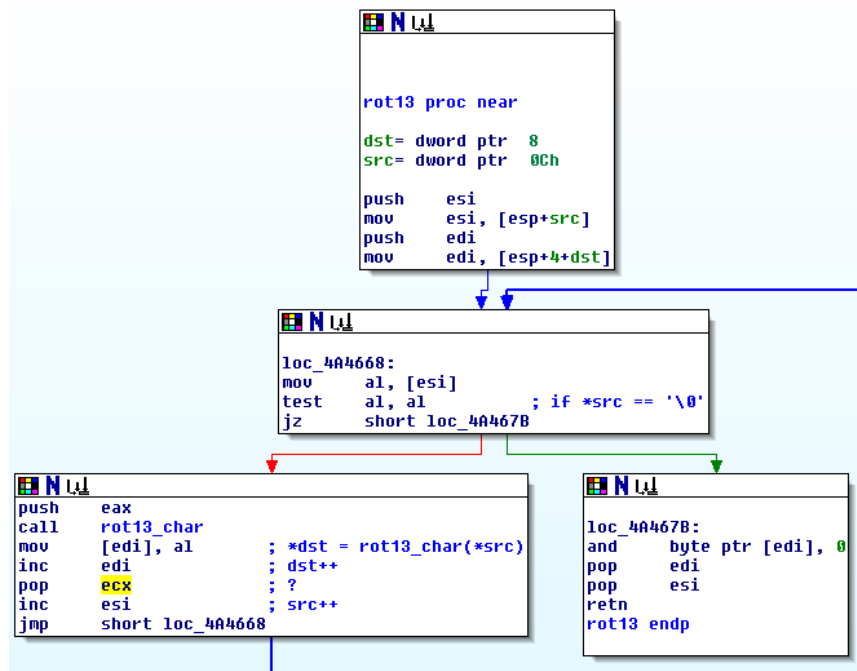 rot13 proc near
dst= dword ptr  8
src= dword ptr  0Ch
push    esi
mov     esi, [esp+src]
push    edi
mov     edi, [esp+4+dst]
loc_4A4668:
mov     al, [esi]
test    al, al          ; if *src == '\0'
jz      short loc_4A467B
push    eax
call    rot13_char
mov     [edi], al       ; *dst = rot13_char(*src)
inc     edi             ; dst++
pop     ecx             ; ?
inc     esi             ; src++
jmp     short loc_4A4668
loc_4A467B:
and     byte ptr [edi], 0
pop     edi
pop     esi
retn
rot13 endp